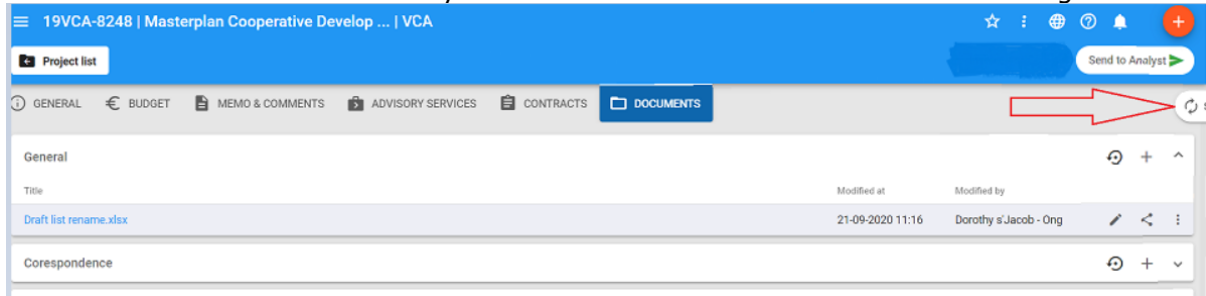 19VCA-8248 | Masterplan Cooperative Develop ... | VCA
Project list
Send to Analyst
GENERAL € BUDGET MEMO & COMMENTS ADVISORY SERVICES CONTRACTS DOCUMENTS
General
Title Modified at Modified by
Draft list rename.xlsx 21-09-2020 11:16 Dorothy s'Jacob - Ong
Corespondence